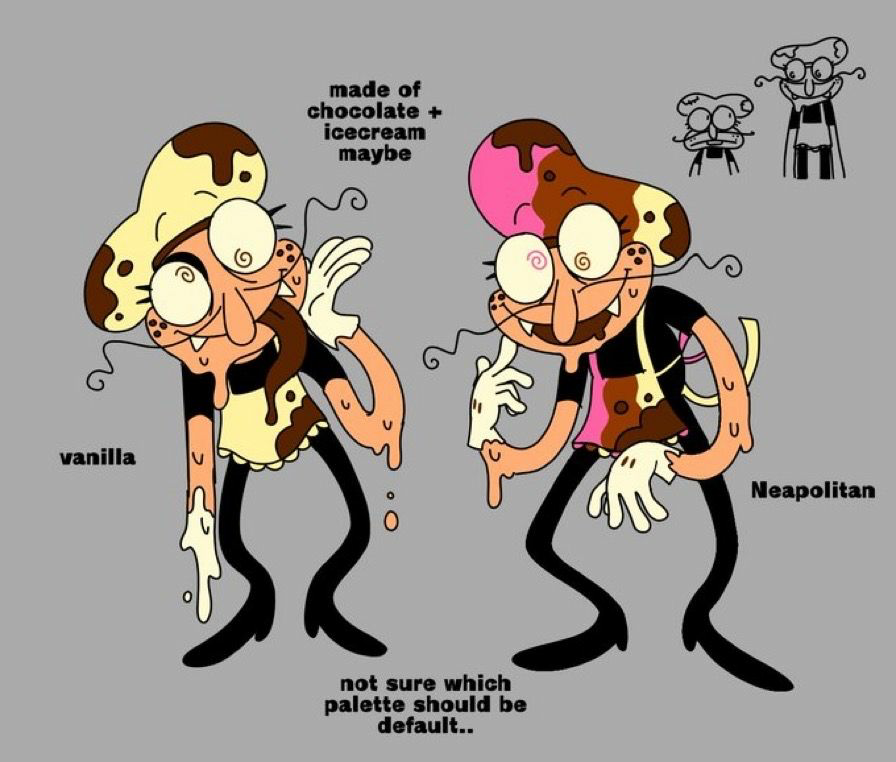 made of
chocolate +
icecream
maybe
vanilla
Neapolitan
not sure which
palette should be
default..